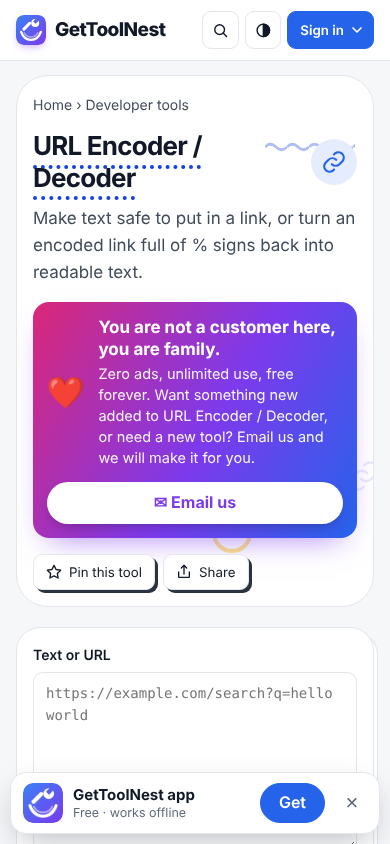 GetToolNest
Sign in
Home › Developer tools
URL Encoder /
Decoder
Make text safe to put in a link, or turn an
encoded link full of % signs back into
readable text.
You are not a customer here,
you are family.
Zero ads, unlimited use, free
forever. Want something new
added to URL Encoder / Decoder,
or need a new tool? Email us and
we will make it for you.
✉ Email us
Pin this tool
Share
Text or URL
https://example.com/search?q=hello
world
GetToolNest app
Free · works offline
Get
✕